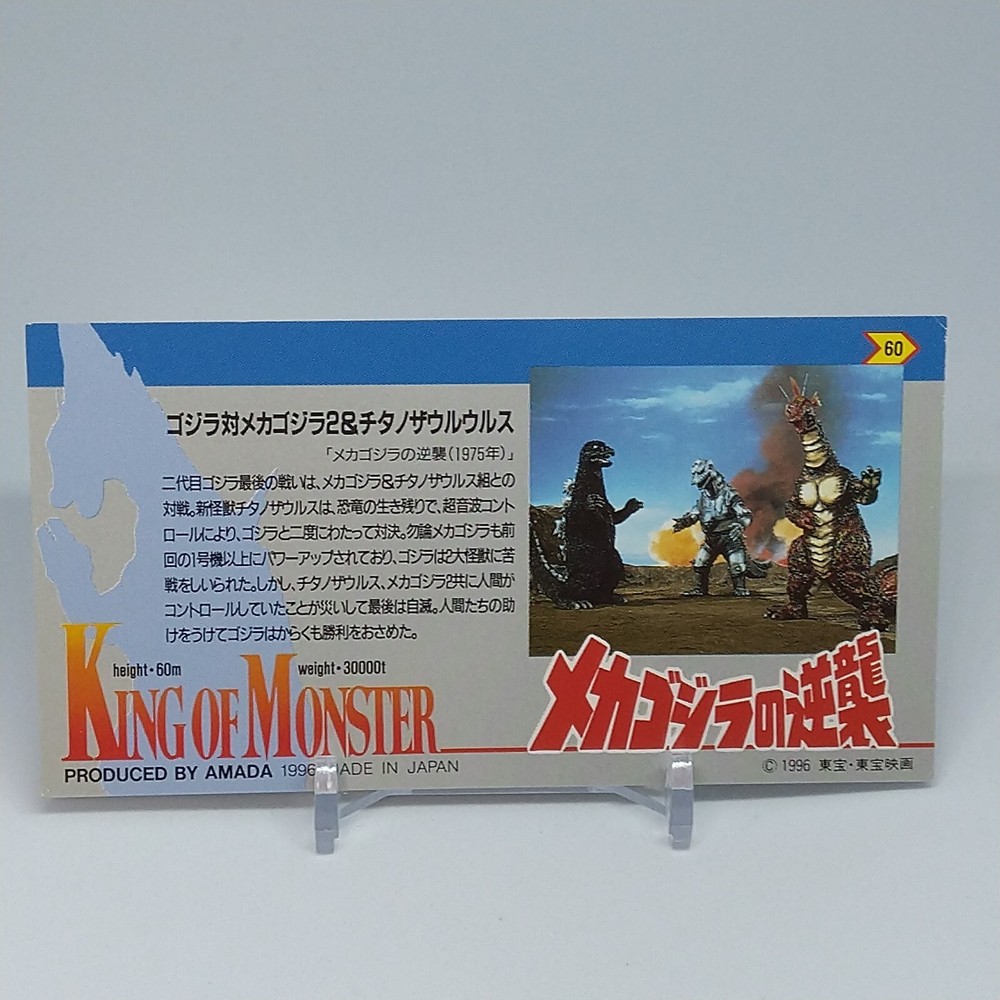 60
ゴジラ対メカゴジラ2&チタノザウルウルス
「メカゴジラの逆襲(1975年)」
二代目ゴジラ最後の戦いは、メカゴジラ&チタノザウルス組との
対戦。新怪獣チタノザウルスは、恐竜の生き残りで、超音波コント
ロールにより、ゴジラと二度にわたって対決。勿論メカゴジラも前
回の1号機以上にパワーアップされており、ゴジラは2大怪獣に苦
戦をしいられた。しかし、チタノザウルス、メカゴジラ2共に人間が
コントロールしていたことが災いして最後は自滅。人間たちの助
けをうけてゴジラはからくも勝利をおさめた。
height・60m weight・30000t
KING OF MONSTER
メカゴジラの逆襲
PRODUCED BY AMADA 1996 MADE IN JAPAN
© 1996 東宝・東宝映画